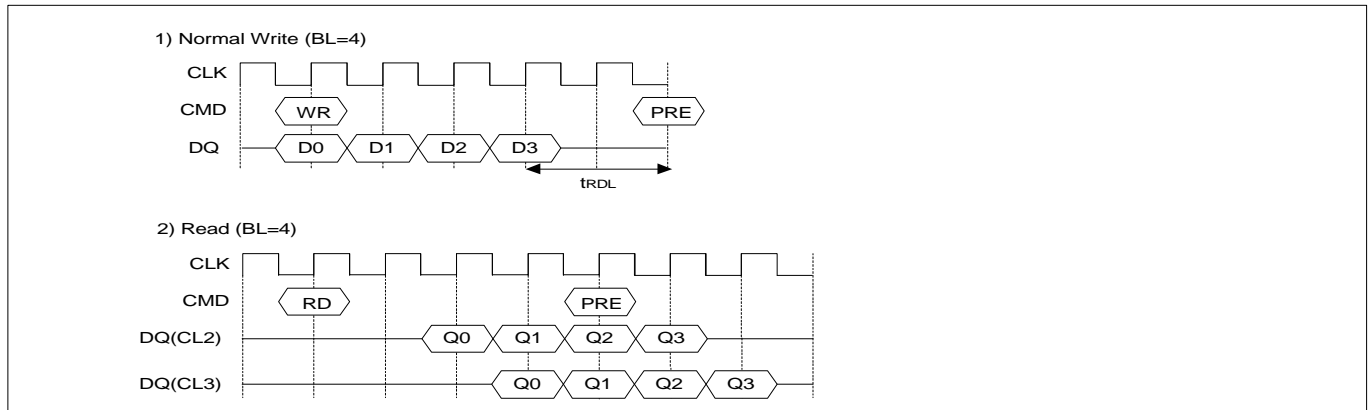 1) Normal Write (BL=4)
CLK
CMD WR PRE
DQ D0 D1 D2 D3
tRDL
2) Read (BL=4)
CLK
CMD RD PRE
DQ(CL2) Q0 Q1 Q2 Q3
DQ(CL3) Q0 Q1 Q2 Q3